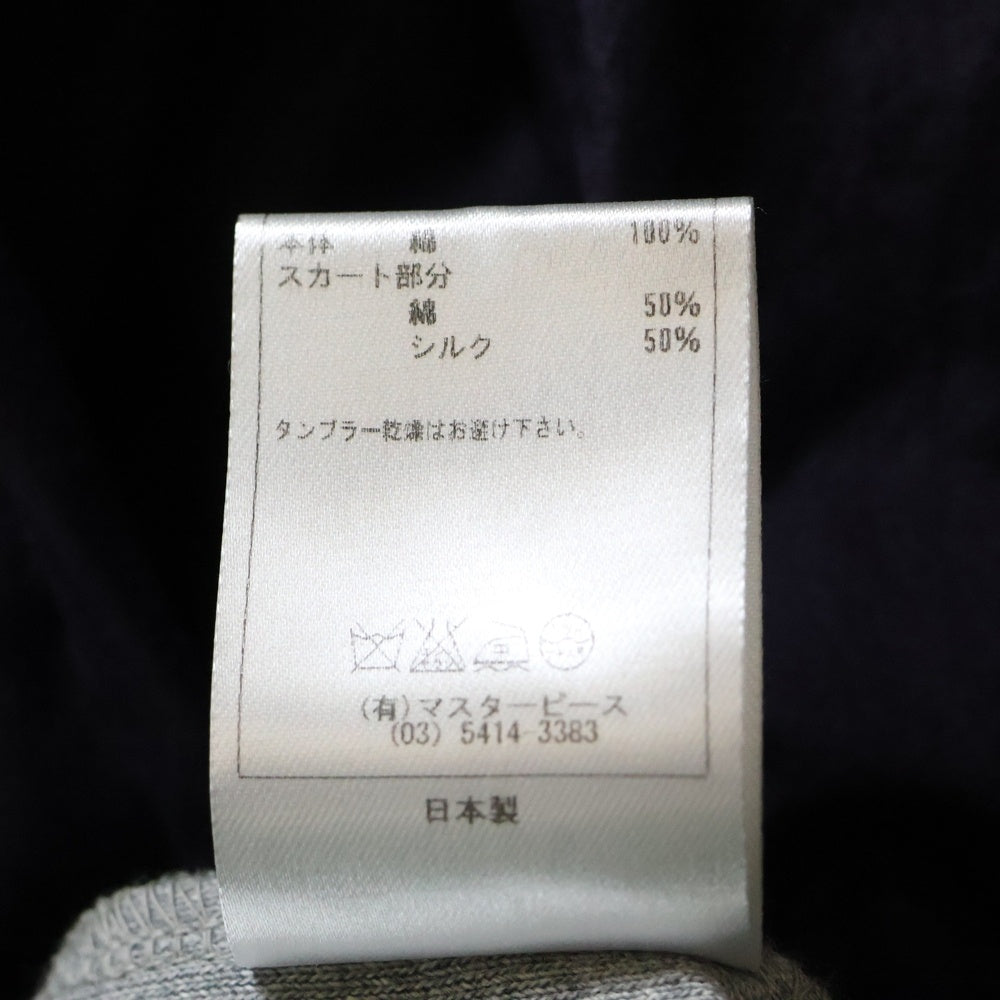 本体 綿 100%
スカート部分
綿 50%
シルク 50%
タンブラー乾燥はお避け下さい。
(有)マスターピース
(03) 5414-3383
日本製